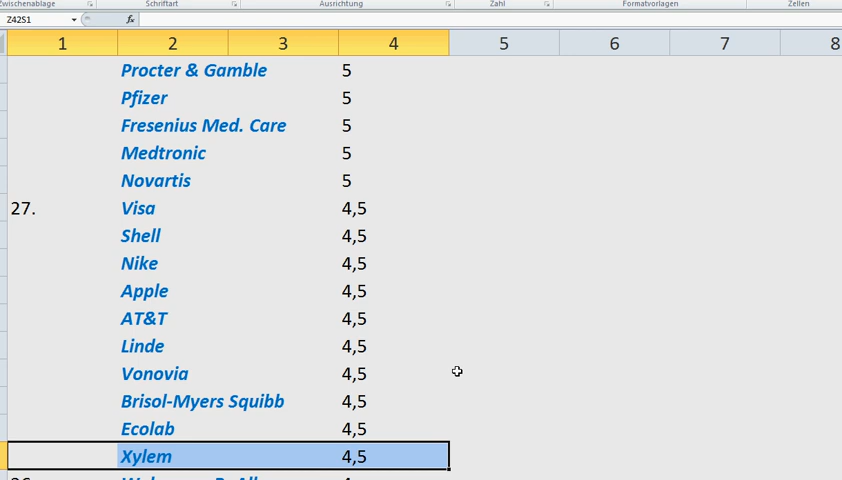 Zwischenablage Schriftart Ausrichtung Zahl Formatvorlagen Zellen
Z42S1 fx
1 2 3 4 5 6 7 8
Procter & Gamble 5
Pfizer 5
Fresenius Med. Care 5
Medtronic 5
Novartis 5
27. Visa 4,5
Shell 4,5
Nike 4,5
Apple 4,5
AT&T 4,5
Linde 4,5
Vonovia 4,5
Brisol-Myers Squibb 4,5
Ecolab 4,5
Xylem 4,5